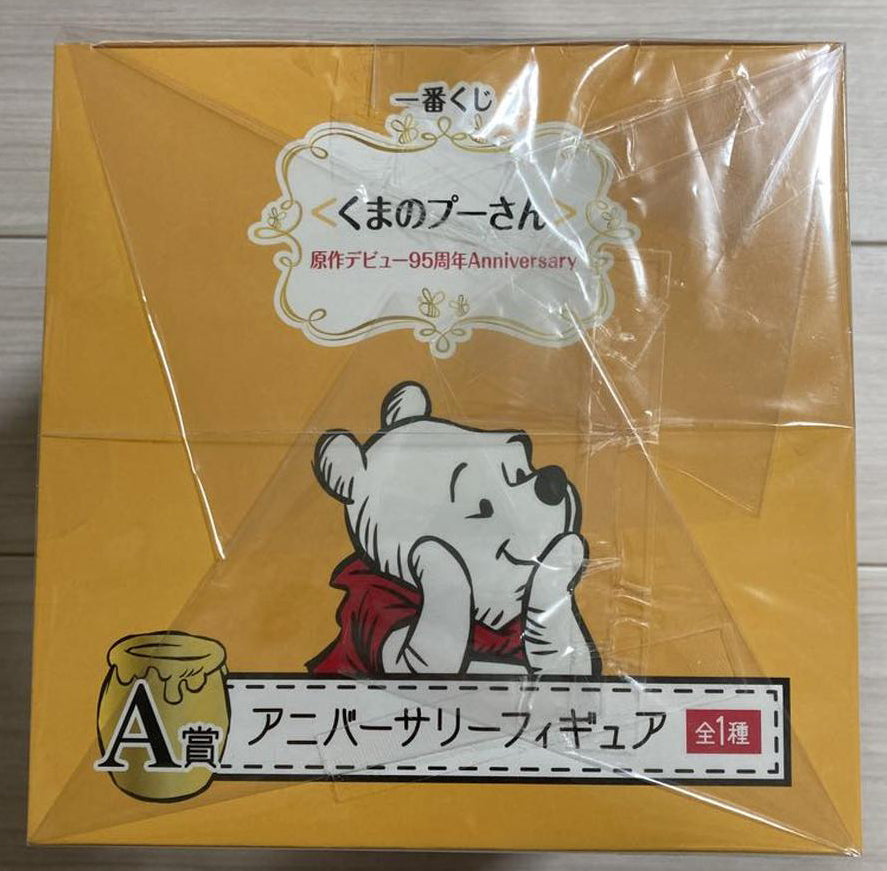 一番くじ
<くまのプーさん>
原作デビュー95周年Anniversary
A賞 アニバーサリーフィギュア 全1種